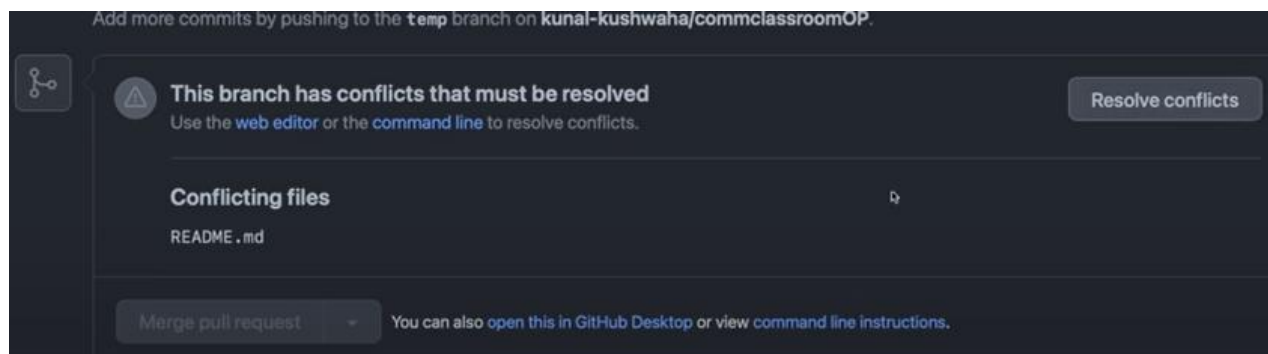 Add more commits by pushing to the temp branch on kunal-kushwaha/commclassroomOP.
This branch has conflicts that must be resolved
Resolve conflicts
Use the web editor or the command line to resolve conflicts.
Conflicting files
README.md
Merge pull request
You can also open this in GitHub Desktop or view command line instructions.